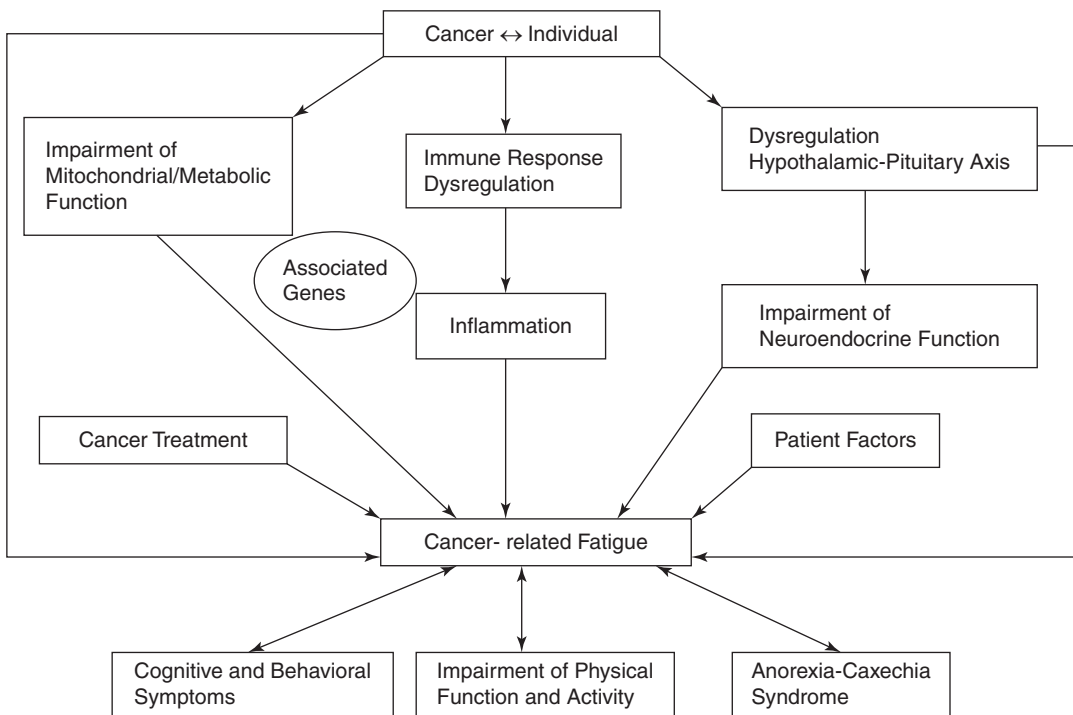 Cancer ↔ Individual
Impairment of
Mitochondrial/Metabolic
Function
Immune Response
Dysregulation
Dysregulation
Hypothalamic-Pituitary Axis
Associated
Genes
Inflammation
Impairment of
Neuroendocrine Function
Cancer Treatment
Patient Factors
Cancer- related Fatigue
Cognitive and Behavioral
Symptoms
Impairment of Physical
Function and Activity
Anorexia-Caxechia
Syndrome